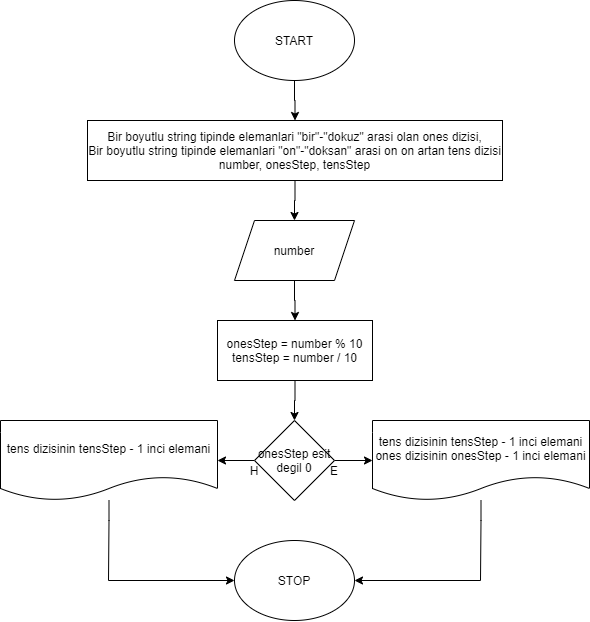 START
Bir boyutlu string tipinde elemanlari "bir"-"dokuz" arasi olan ones dizisi,
Bir boyutlu string tipinde elemanlari "on"-"doksan" arasi on on artan tens dizisi
number, onesStep, tensStep
number
onesStep = number % 10
tensStep = number / 10
tens dizisinin tensStep - 1 inci elemani
onesStep esit
degil 0
H
E
tens dizisinin tensStep - 1 inci elemani
ones dizisinin onesStep - 1 inci elemani
STOP